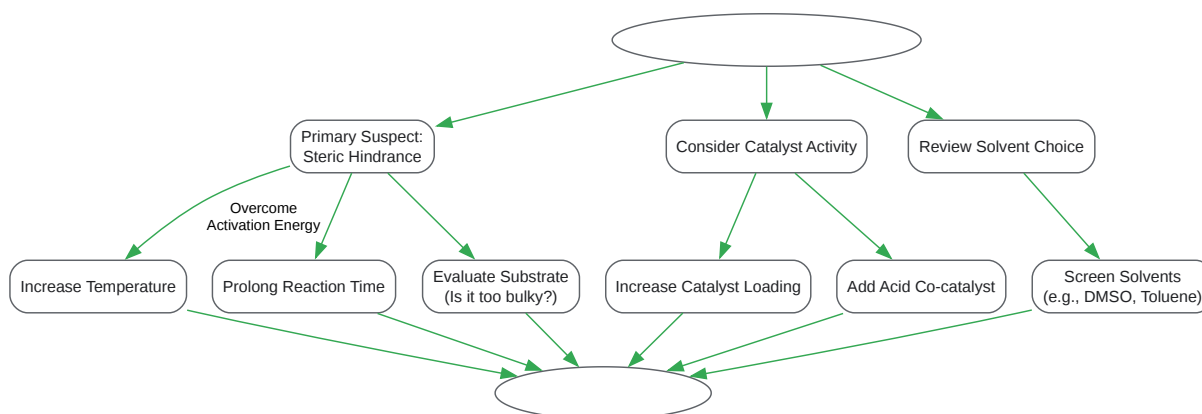 Primary Suspect:
Steric Hindrance
Consider Catalyst Activity
Review Solvent Choice
Overcome
Activation Energy
Increase Temperature
Prolong Reaction Time
Evaluate Substrate
(Is it too bulky?)
Increase Catalyst Loading
Add Acid Co-catalyst
Screen Solvents
(e.g., DMSO, Toluene)